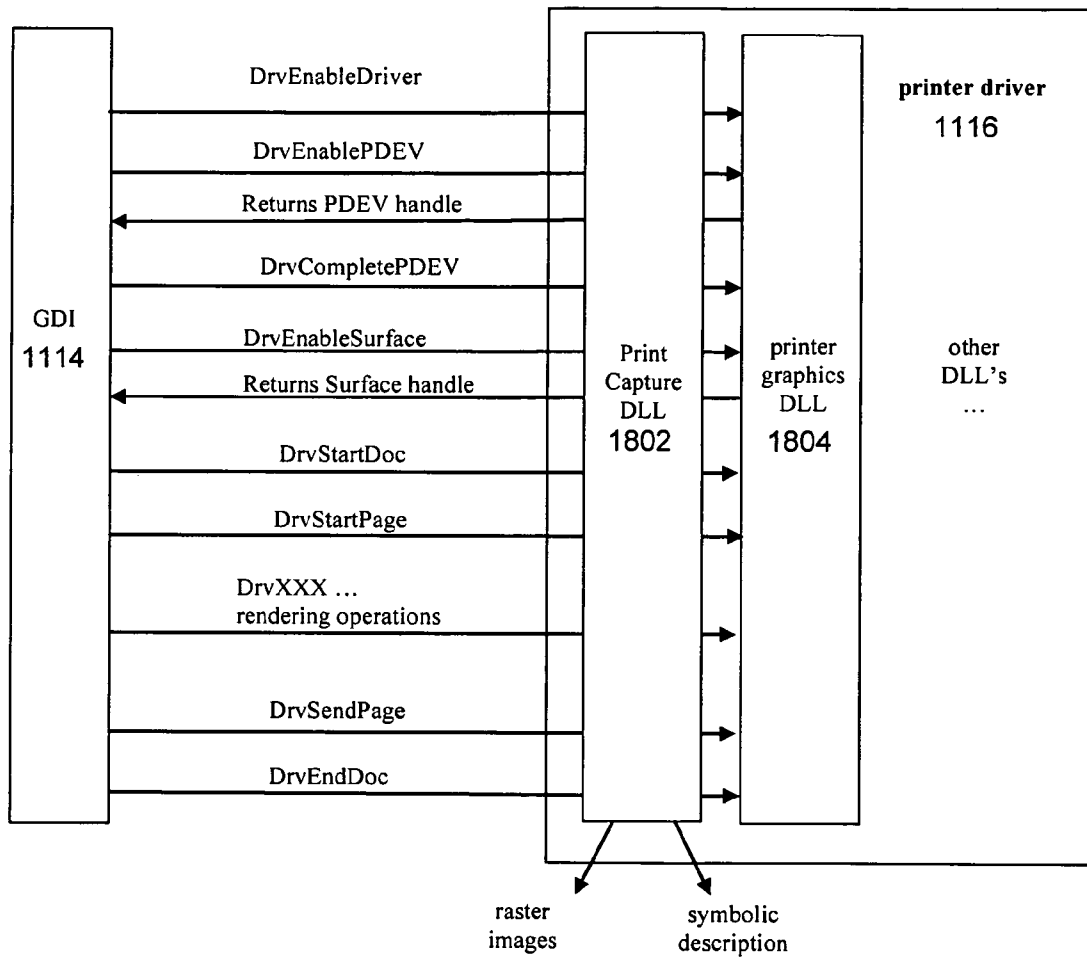 DrvEnableDriver
printer driver
1116
DrvEnablePDEV
Returns PDEV handle
DrvCompletePDEV
GDI
1114
DrvEnableSurface
Returns Surface handle
Print
Capture
DLL
1802
printer
graphics
DLL
1804
other
DLL's
...
DrvStartDoc
DrvStartPage
DrvXXX ...
rendering operations
DrvSendPage
DrvEndDoc
raster
images
symbolic
description